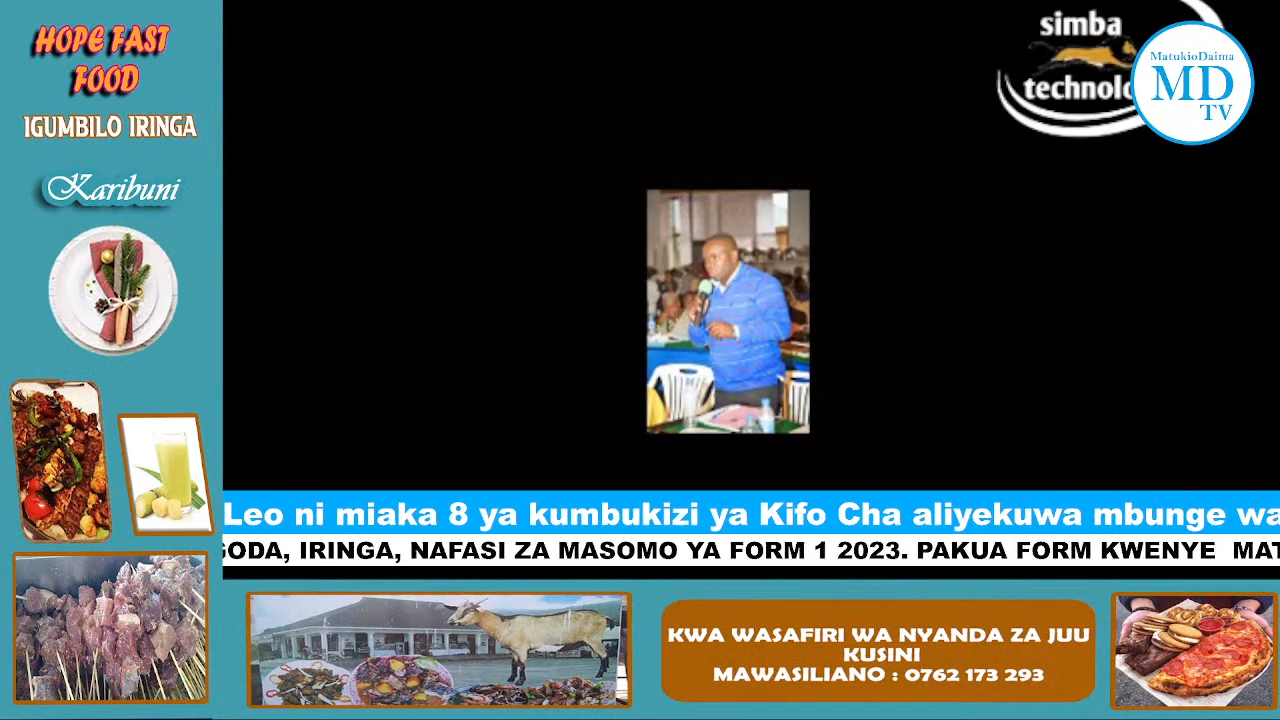 HOPE FAST
FOOD
IGUMBILO IRINGA
Karibuni
simba
technolo
MatukioDaima
MD
TV
Leo ni miaka 8 ya kumbukizi ya Kifo Cha aliyekuwa mbunge wa
GODA, IRINGA, NAFASI ZA MASOMO YA FORM 1 2023. PAKUA FORM KWENYE MAT
KWA WASAFIRI WA NYANDA ZA JUU
KUSINI
MAWASILIANO : 0762 173 293